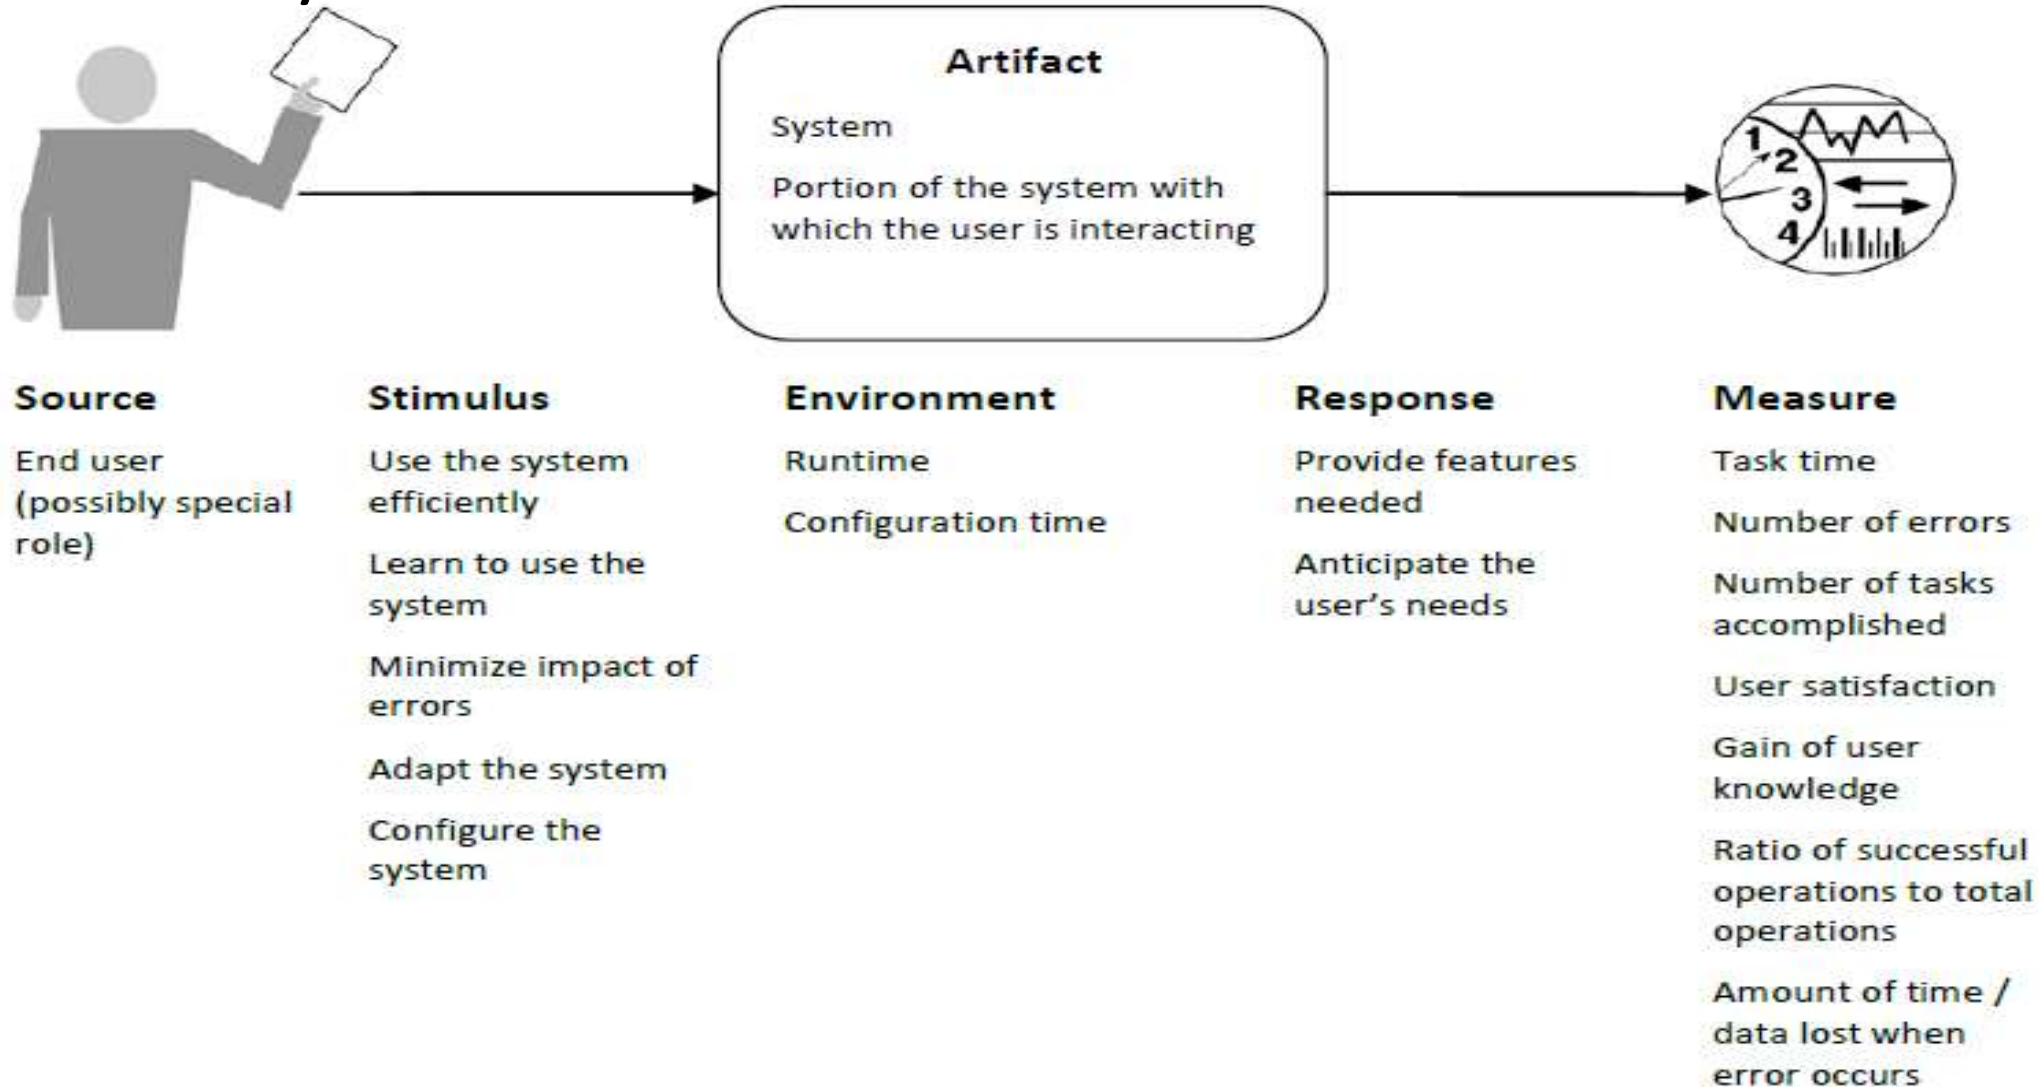 Artifact
System
Portion of the system with
which the user is interacting
1
2
3
4
Source
End user
(possibly special
role)
Stimulus
Use the system
efficiently
Learn to use the
system
Minimize impact of
errors
Adapt the system
Configure the
system
Environment
Runtime
Configuration time
Response
Provide features
needed
Anticipate the
user’s needs
Measure
Task time
Number of errors
Number of tasks
accomplished
User satisfaction
Gain of user
knowledge
Ratio of successful
operations to total
operations
Amount of time /
data lost when
error occurs